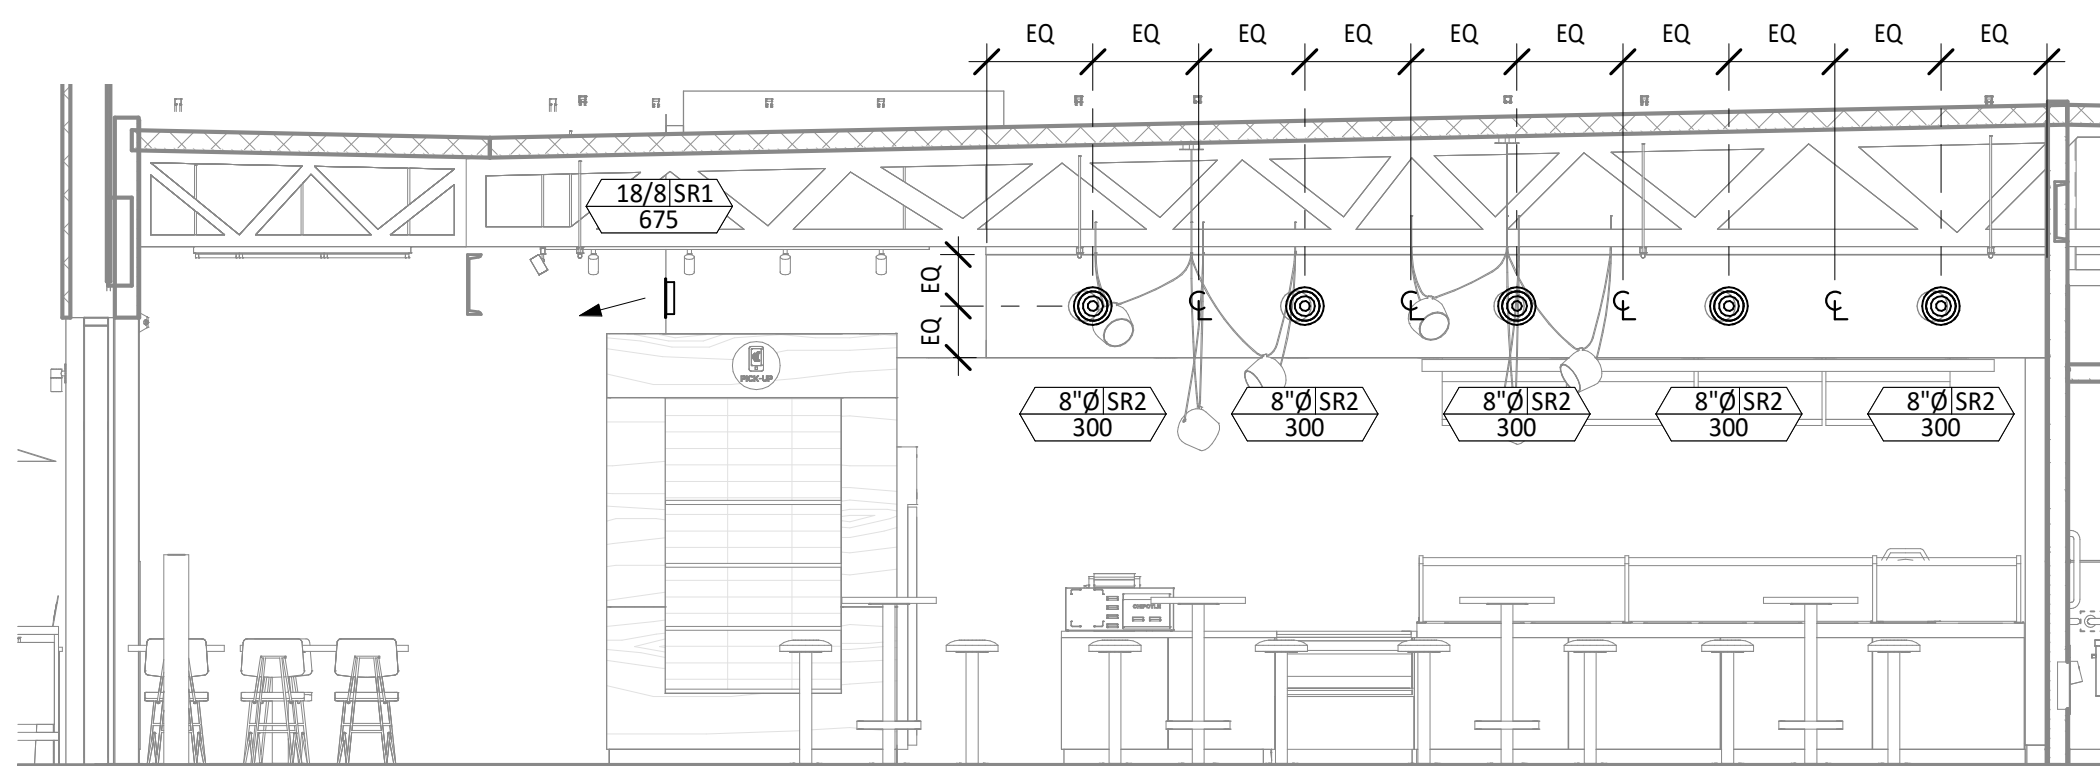 EQ EQ EQ EQ EQ EQ EQ EQ EQ EQ
18/8 SR1
675
EQ
EQ
℄ ℄ ℄ ℄
PICK-UP
8"Ø SR2
300
8"Ø SR2
300
8"Ø SR2
300
8"Ø SR2
300
8"Ø SR2
300
CHIPOTLE